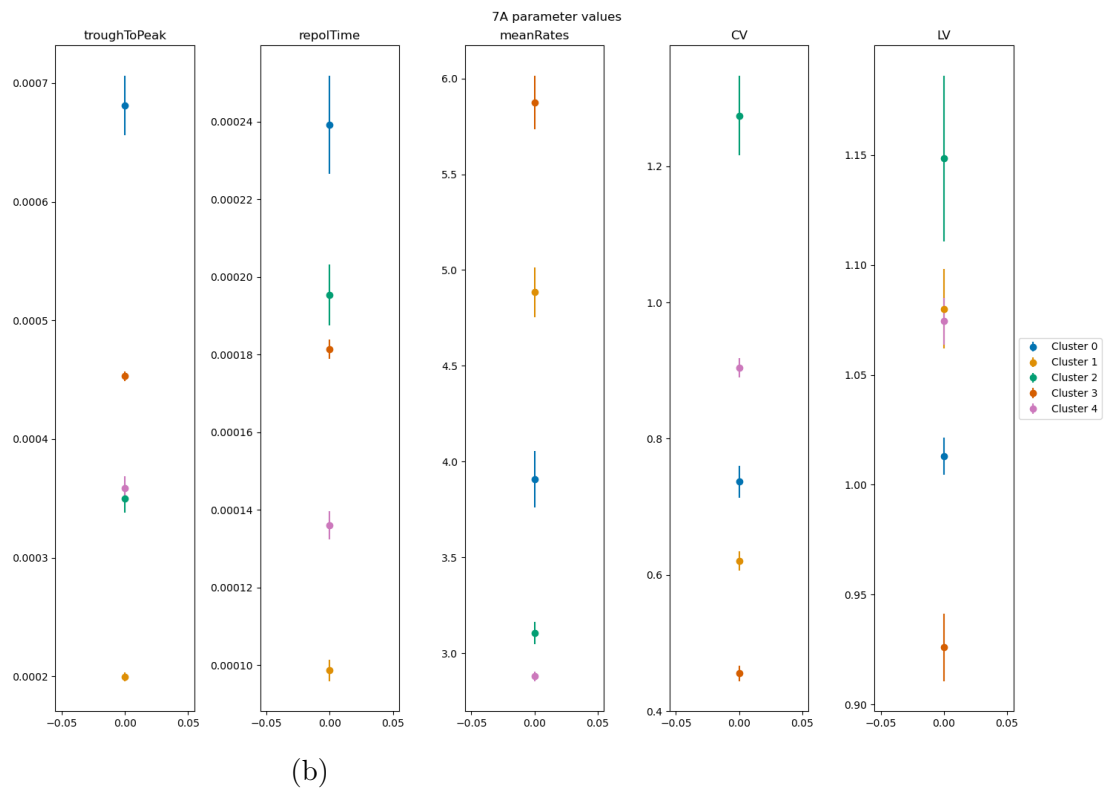 7A parameter values
troughToPeak
0.0007
0.0006
0.0005
0.0004
0.0003
0.0002
−0.05 0.00 0.05
repolTime
0.00024
0.00022
0.00020
0.00018
0.00016
0.00014
0.00012
0.00010
−0.05 0.00 0.05
meanRates
6.0
5.5
5.0
4.5
4.0
3.5
3.0
−0.05 0.00 0.05
CV
1.2
1.0
0.8
0.6
0.4
−0.05 0.00 0.05
LV
1.15
1.10
1.05
1.00
0.95
0.90
−0.05 0.00 0.05
Cluster 0
Cluster 1
Cluster 2
Cluster 3
Cluster 4
(b)